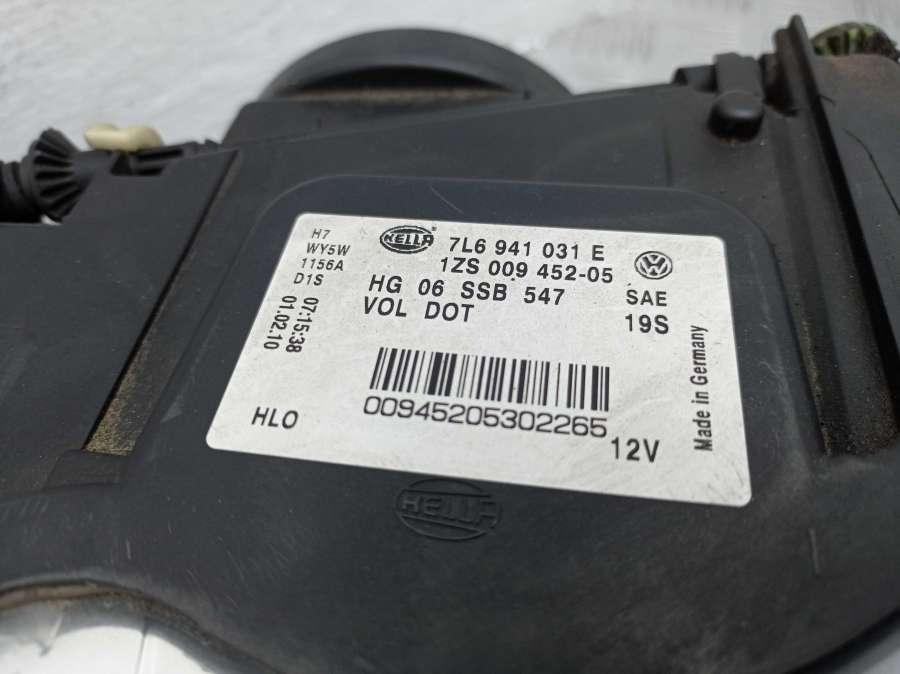 H7
WY5W
1156A
D1S
07:15:38
01.02.10
HLO
HELLA
7L6 941 031 E
1ZS 009 452-05
HG 06 SSB 547
VOL DOT
SAE
19S
00945205302265
12V
Made in Germany
HELLA